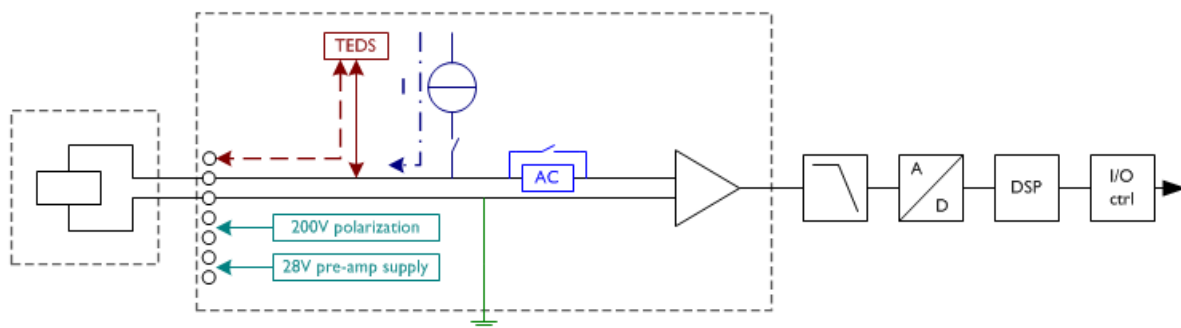 TEDS
I
AC
200V polarization
28V pre-amp supply
A
D
DSP
I/O
ctrl